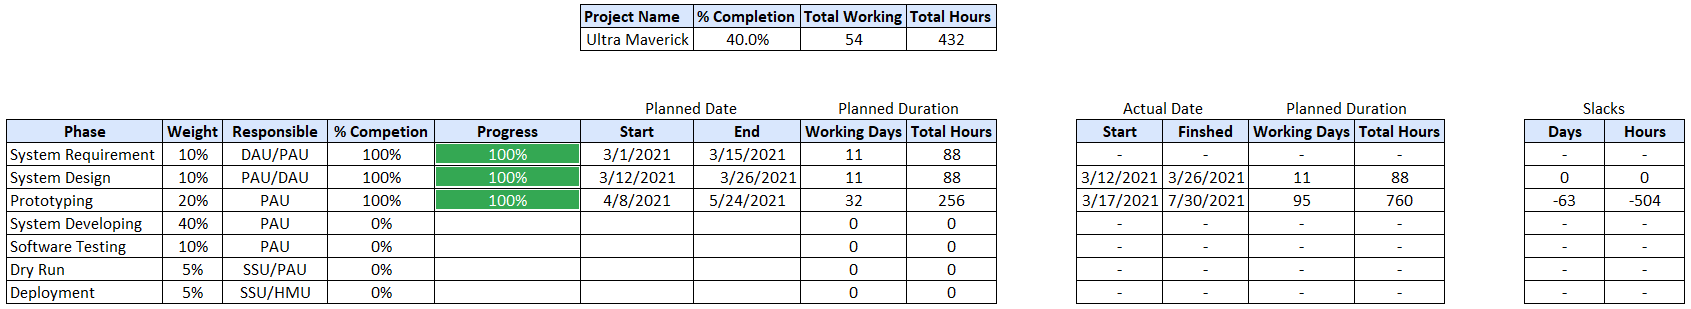 Project Name % Completion Total Working Total Hours
Ultra Maverick 40.0% 54 432
Planned Date Planned Duration Actual Date Planned Duration Slacks
Phase Weight Responsible % Competion Progress Start End Working Days Total Hours Start Finshed Working Days Total Hours Days Hours
System Requirement 10% DAU/PAU 100% 100% 3/1/2021 3/15/2021 11 88 - - - - - -
System Design 10% PAU/DAU 100% 100% 3/12/2021 3/26/2021 11 88 3/12/2021 3/26/2021 11 88 0 0
Prototyping 20% PAU 100% 100% 4/8/2021 5/24/2021 32 256 3/17/2021 7/30/2021 95 760 -63 -504
System Developing 40% PAU 0% 0 0 - - - - - -
Software Testing 10% PAU 0% 0 0 - - - - - -
Dry Run 5% SSU/PAU 0% 0 0 - - - - - -
Deployment 5% SSU/HMU 0% 0 0 - - - - - -